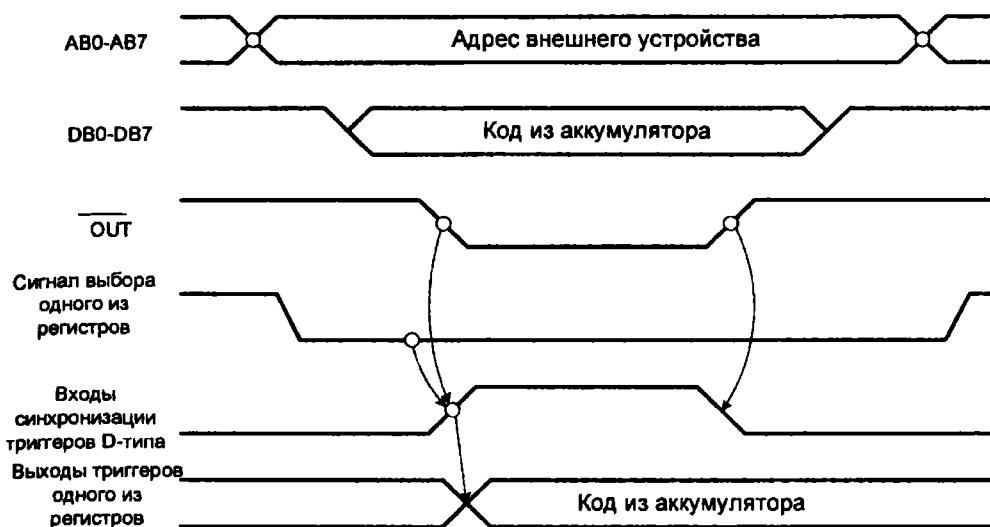 AB0-AB7
Адрес внешнего устройства
DB0-DB7
Код из аккумулятора
OUT
Сигнал выбора
одного из
регистров
Входы
синхронизации
триггеров D-типа
Выходы триггеров
одного из
регистров
Код из аккумулятора